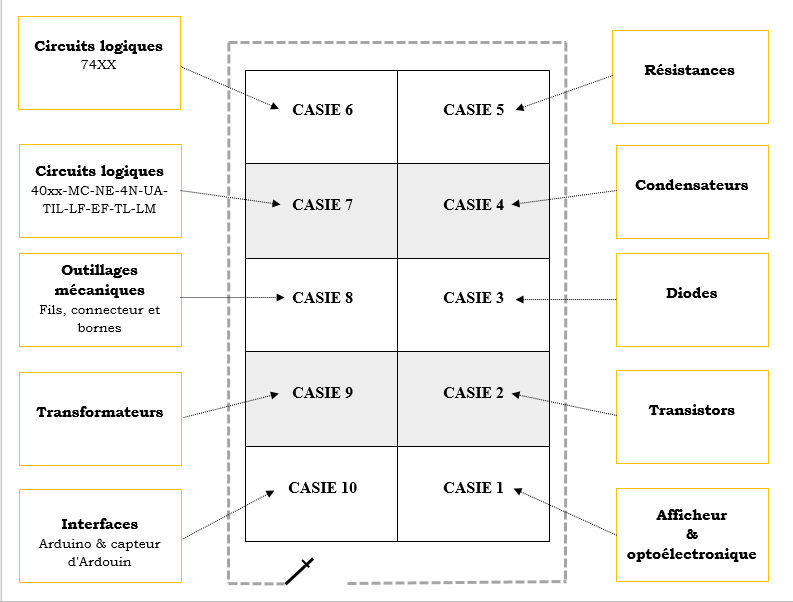 Circuits logiques
74XX
Circuits logiques
40xx-MC-NE-4N-UA-
TIL-LF-EF-TL-LM
Outillages
mécaniques
Fils, connecteur et
bornes
Transformateurs
Interfaces
Arduino & capteur
d'Ardouin
CASIE 6
CASIE 5
CASIE 7
CASIE 4
CASIE 8
CASIE 3
CASIE 9
CASIE 2
CASIE 10
CASIE 1
Résistances
Condensateurs
Diodes
Transistors
Afficheur
&
optoélectronique